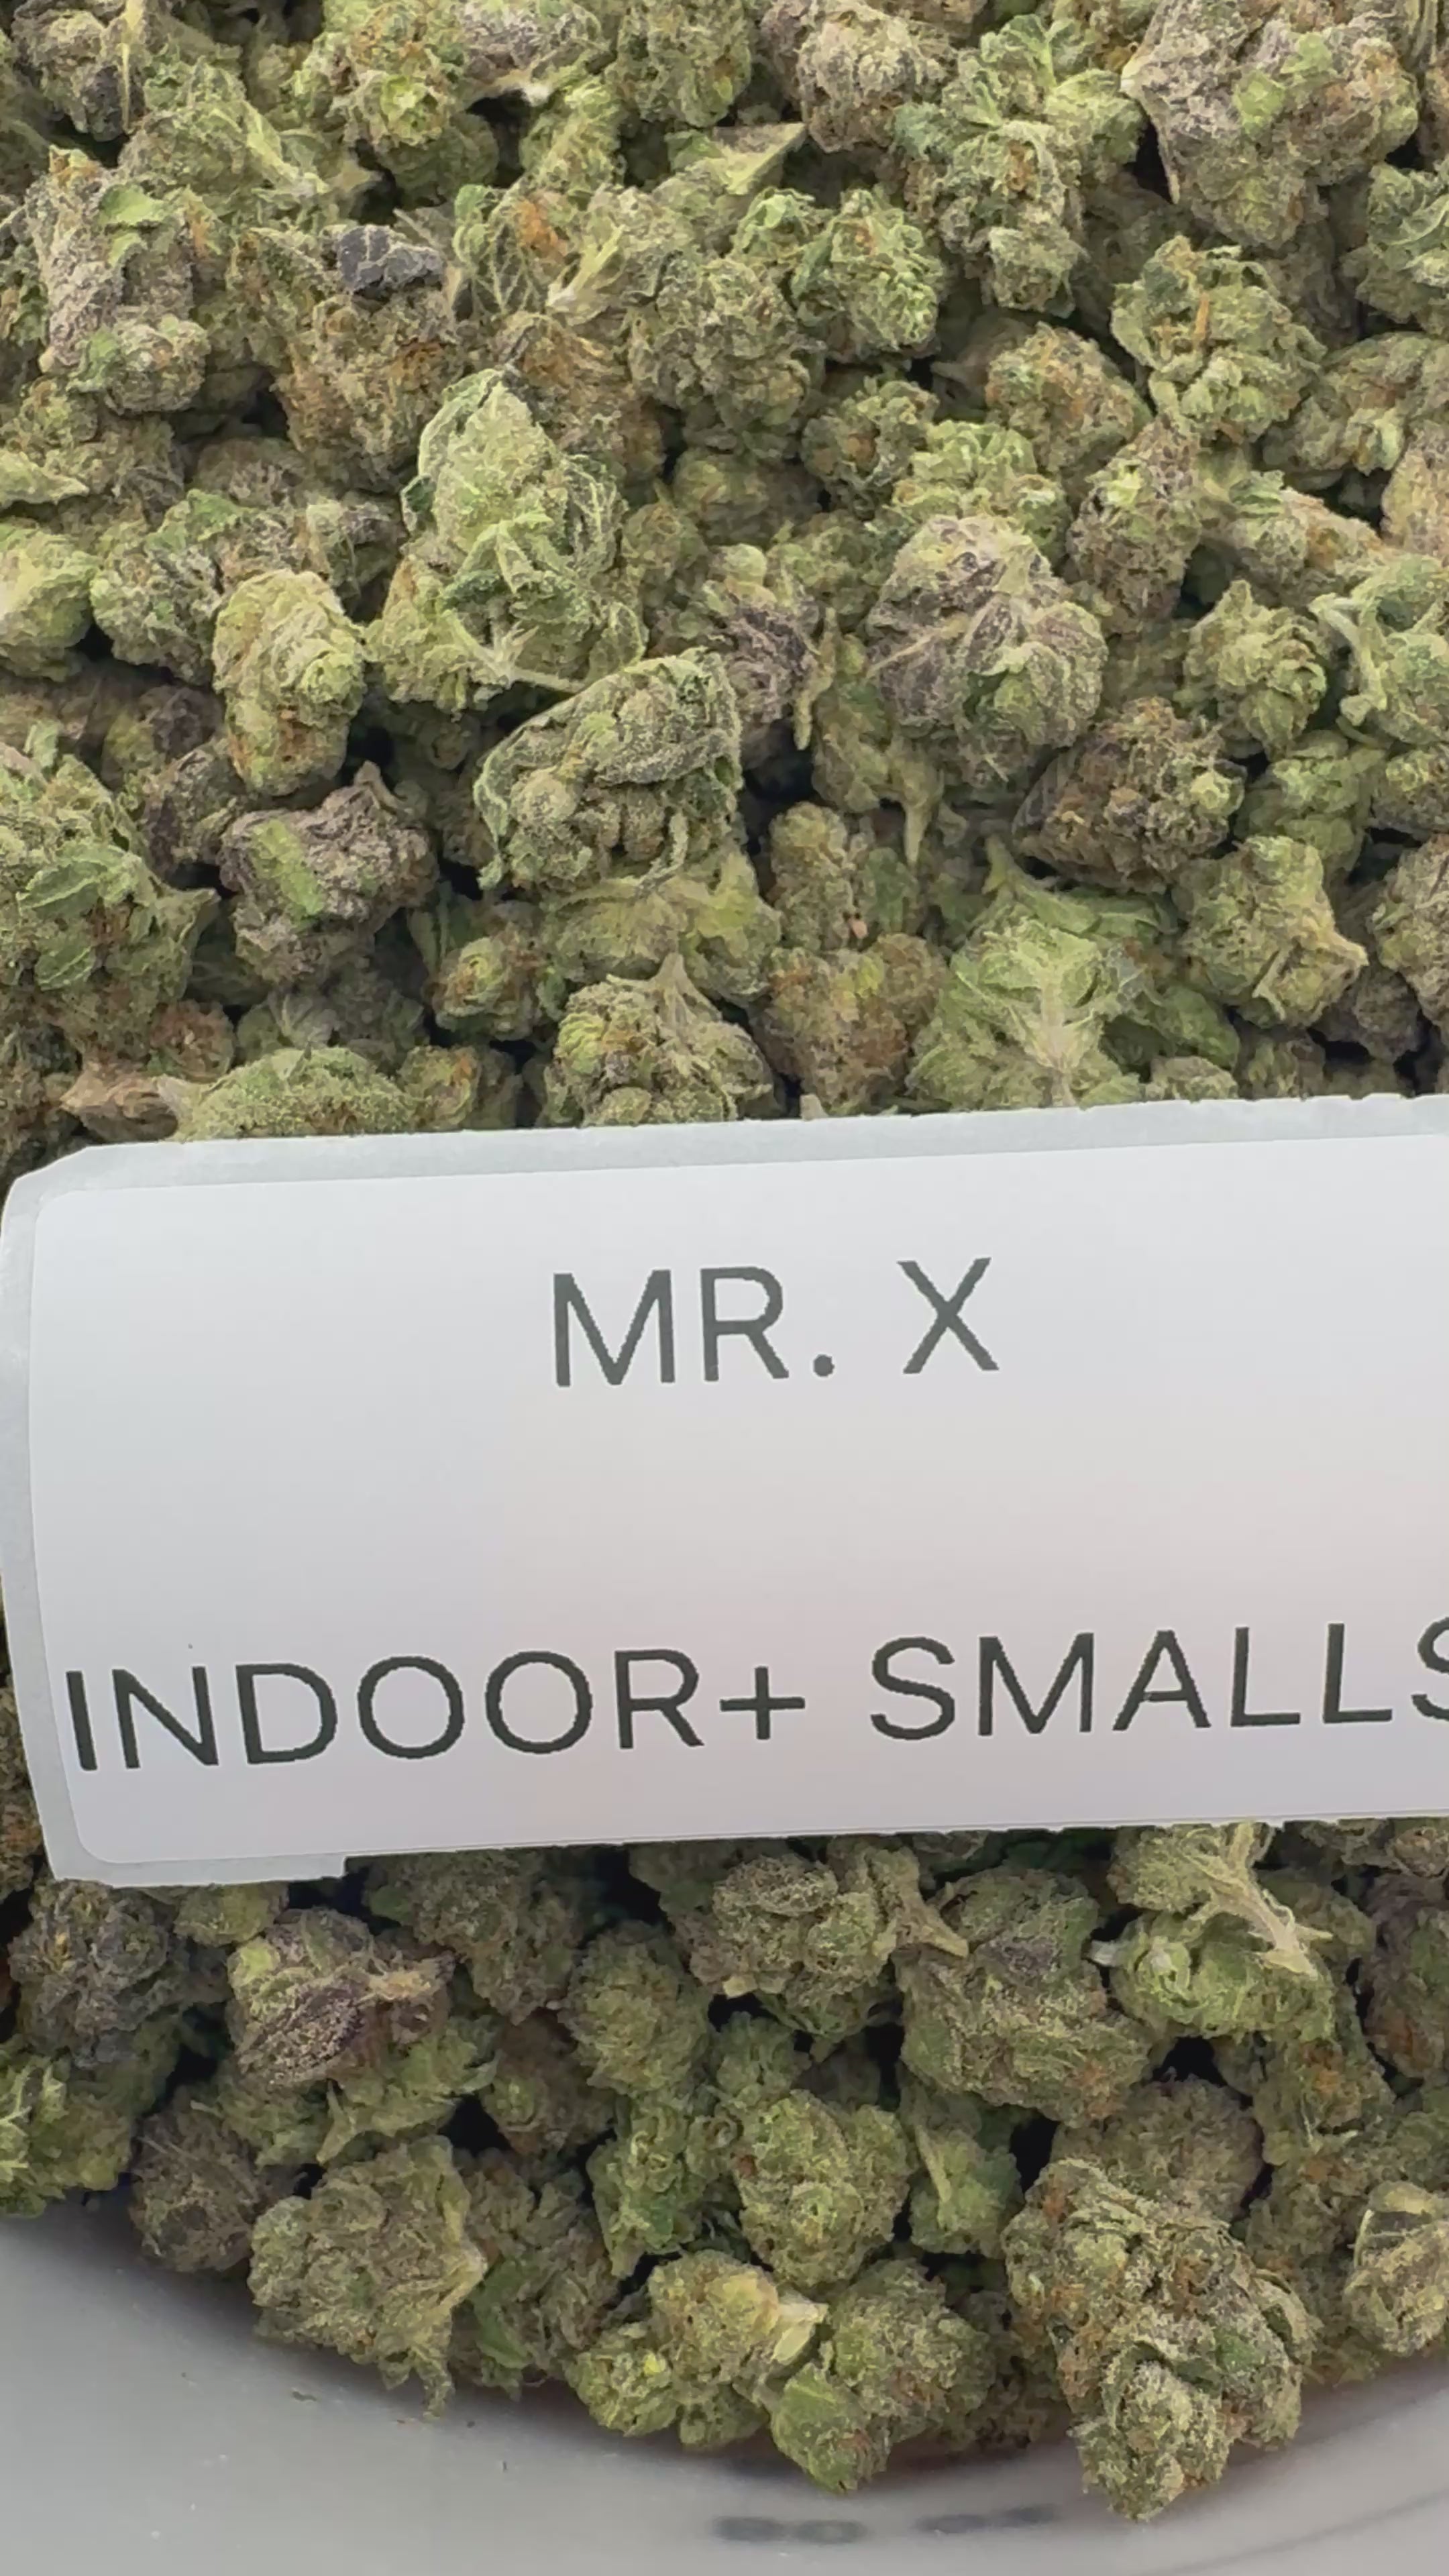 MR. X
INDOOR+ SMALLS